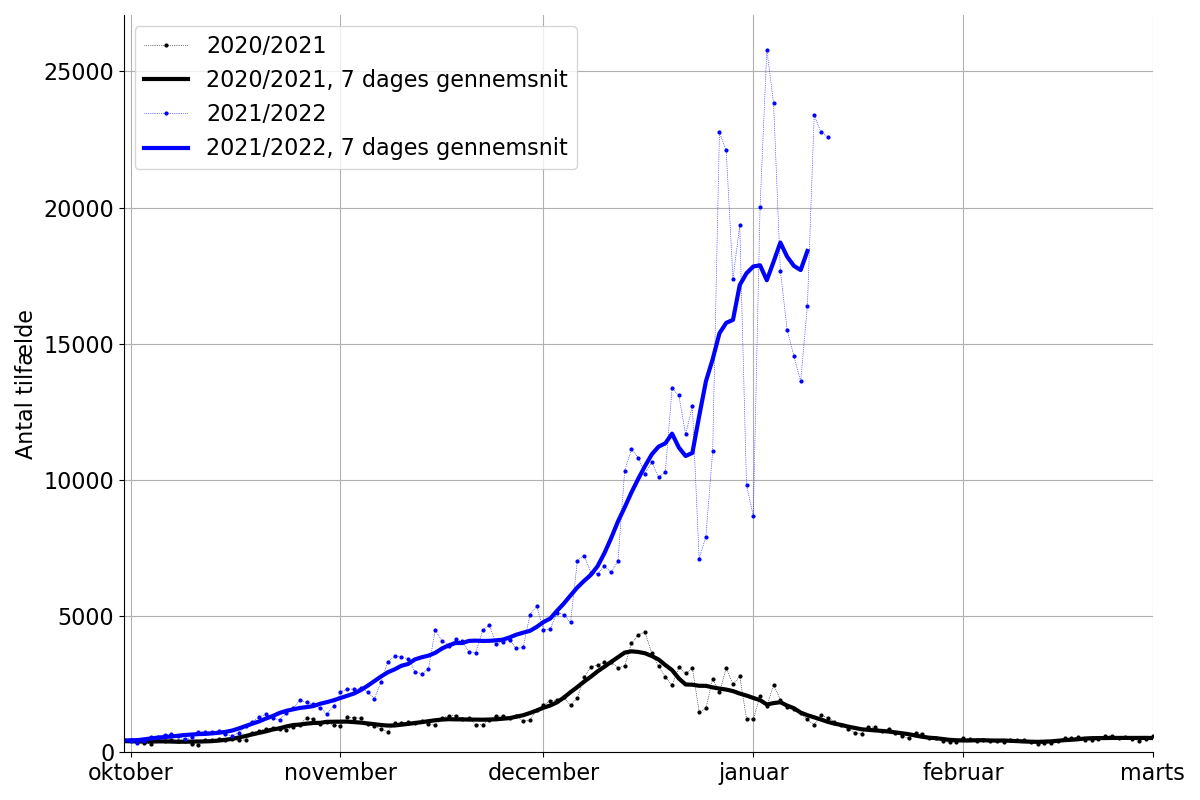 2020/2021
2020/2021, 7 dages gennemsnit
2021/2022
2021/2022, 7 dages gennemsnit
Antal tilfælde
25000
20000
15000
10000
5000
0
oktober november december januar februar marts